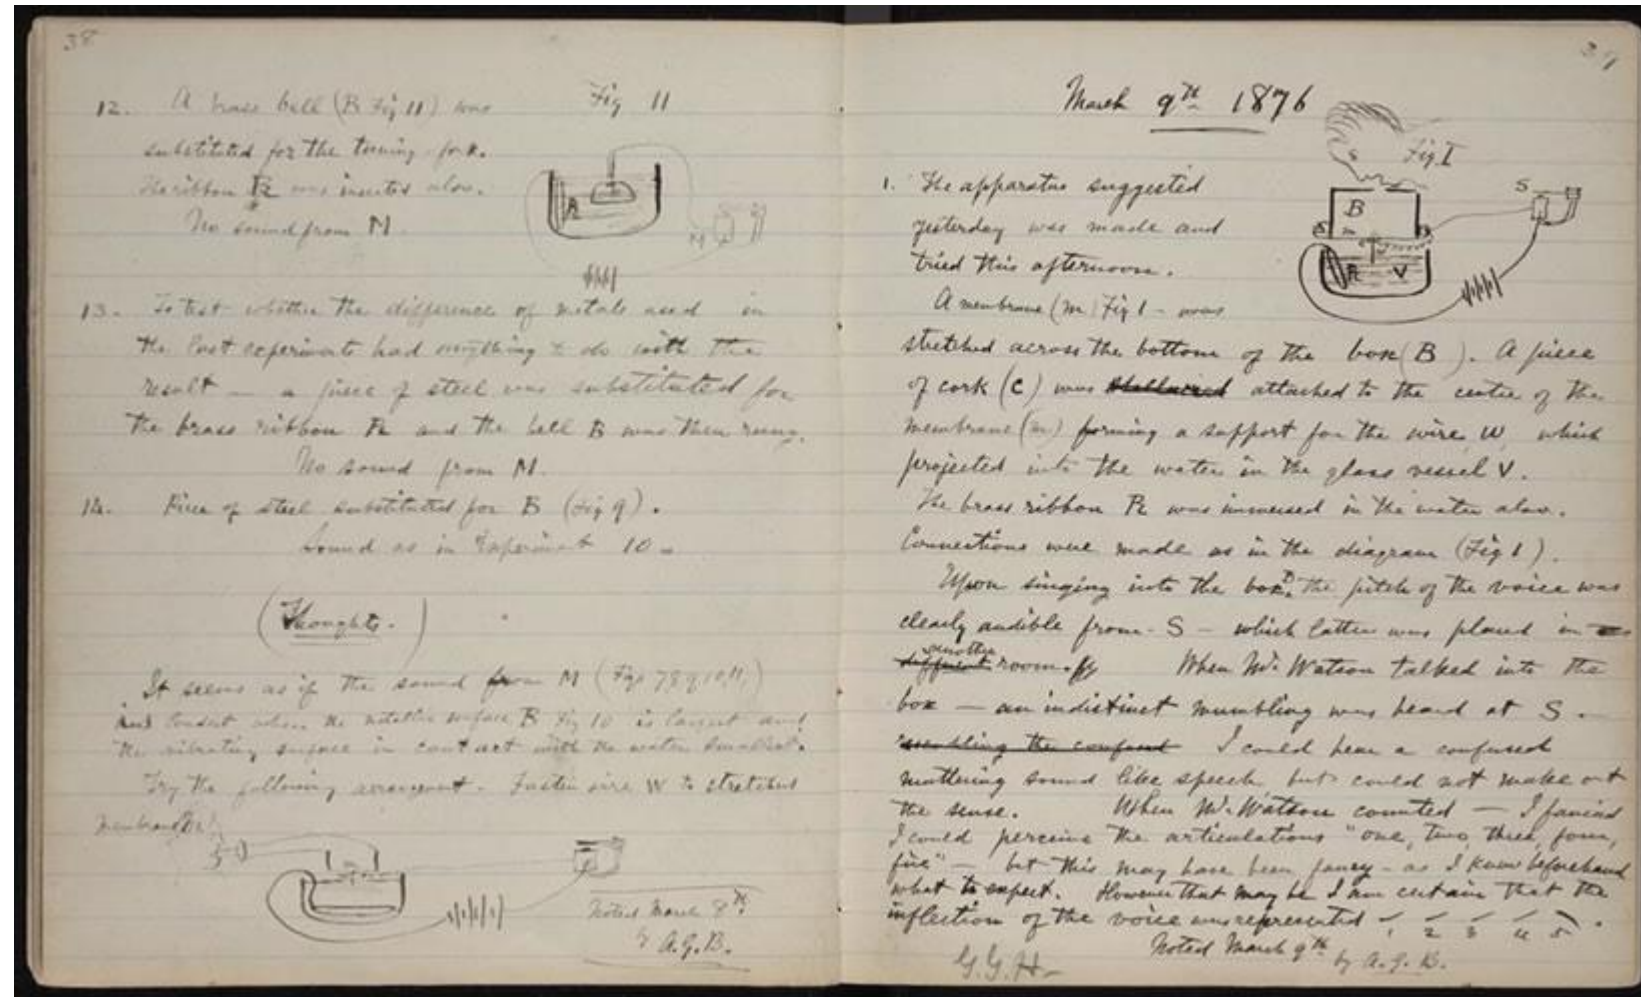 38
12. A brass bell (B Fig 11) was
substituted for the tuning-fork.
The ribbon R was inserted also.
No sound from M.
Fig 11
R
M
13. To test whether the difference of metals used in
the last experiments had anything to do with the
result — a piece of steel was substituted for
the brass ribbon R and the bell B was then rung.
No sound from M.
14. Piece of steel substituted for B (Fig 9).
Sound as in Experiment 10 —
(Thoughts.)
It seems as if the sound from M (Figs 7 8 9, 10, 11,)
was loudest when the metallic surface B Fig 10 is largest and
the vibrating surface in contact with the water smallest.
Try the following arrangement. Fasten wire W to stretched
membrane
Noted March 8th
by A.G.B.
39
March 9th 1876
Fig. I
S
B
m
R
V
1. The apparatus suggested
yesterday was made and
tried this afternoon.
A membrane (m) Fig 1 — was
stretched across the bottom of the box (B). A piece
of cork (C) was attached to the centre of the
membrane (m) forming a support for the wire W, which
projected into the water in the glass vessel V.
The brass ribbon R was immersed in the water also.
Connections were made as in the diagram (Fig 1).
Upon singing into the box, the pitch of the voice was
clearly audible from — S — which latter was placed in
another
different room. When Mr. Watson talked into the
box — an indistinct mumbling was heard at S.
resembling the confused I could hear a confused
muttering sound like speech but could not make out
the sense. When Mr. Watson counted — I fancied
I could perceive the articulations "one, two, three, four,
five" — but this may have been fancy — as I knew beforehand
what to expect. However that may be I am certain that the
inflection of the voice was represented
1 2 3 4 5.
Noted March 9th by A.G.B.
G.G.H—